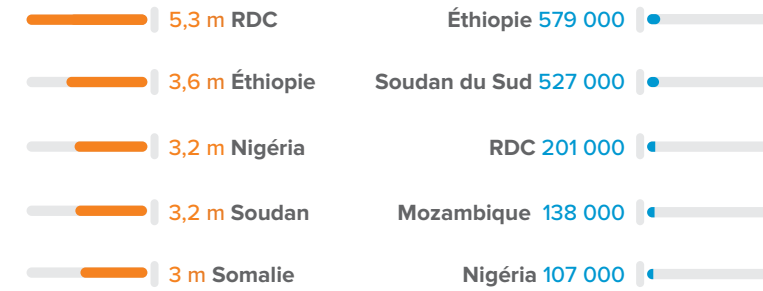 5,3 m RDC
3,6 m Éthiopie
3,2 m Nigéria
3,2 m Soudan
3 m Somalie
Éthiopie 579 000
Soudan du Sud 527 000
RDC 201 000
Mozambique 138 000
Nigéria 107 000